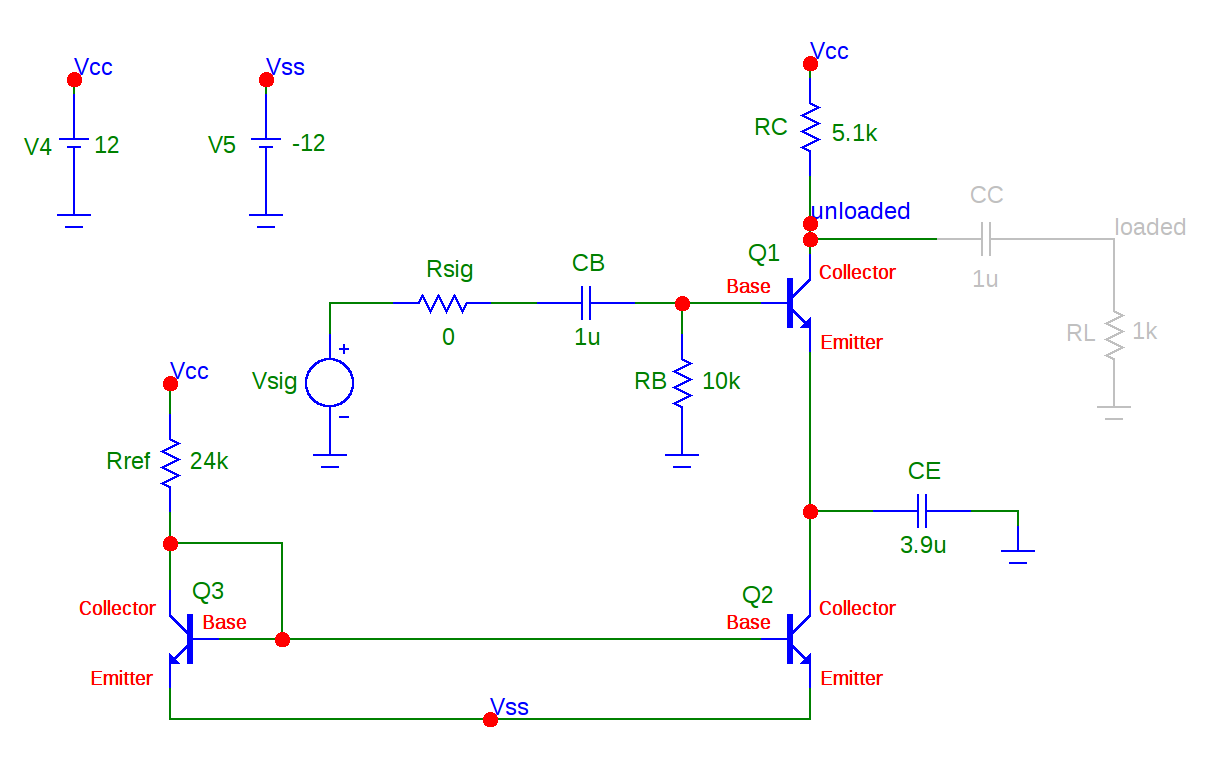 Vcc
V4
12
Vss
V5
-12
Vcc
RC
5.1k
unloaded
CC
1u
loaded
RL
1k
Rsig
0
CB
1u
Q1
Base
Collector
Emitter
Vsig
+
−
RB
10k
Vcc
Rref
24k
CE
3.9u
Q3
Collector
Base
Emitter
Q2
Base
Collector
Emitter
Vss